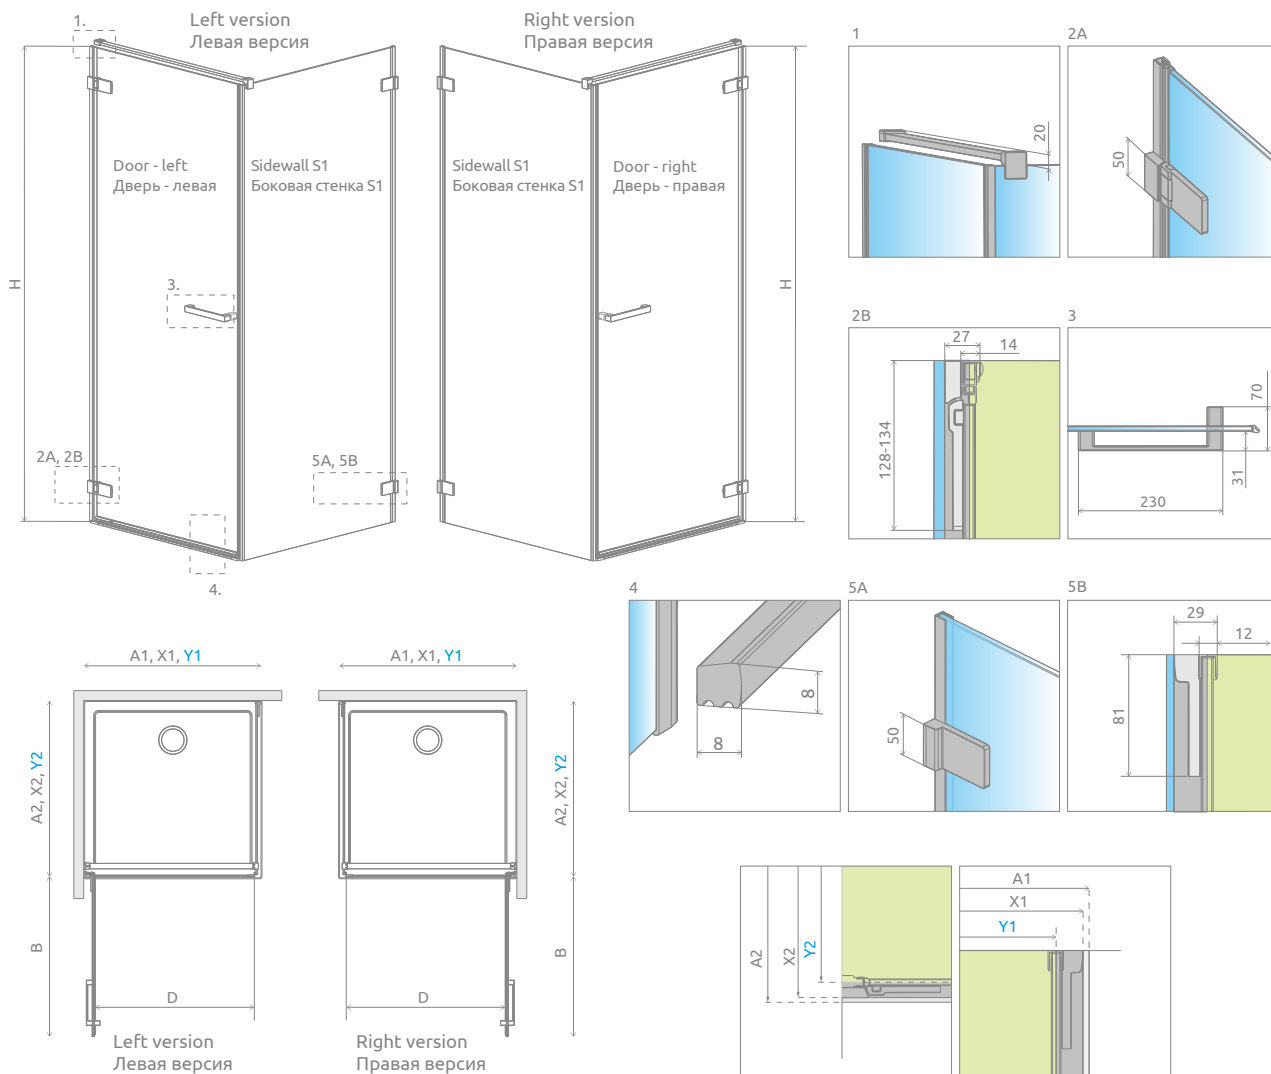 1.
Left version
Левая версия
Right version
Правая версия
H
Door - left
Дверь - левая
Sidewall S1
Боковая стенка S1
Sidewall S1
Боковая стенка S1
Door - right
Дверь - правая
H
3.
2A, 2B
5A, 5B
4.
1
20
2A
50
2B
27
14
128-134
3
70
31
230
4
8
8
5A
50
5B
29
12
81
A1, X1, Y1
A2, X2, Y2
B
D
Left version
Левая версия
A1, X1, Y1
A2, X2, Y2
B
D
Right version
Правая версия
A2
X2
Y2
A1
X1
Y1